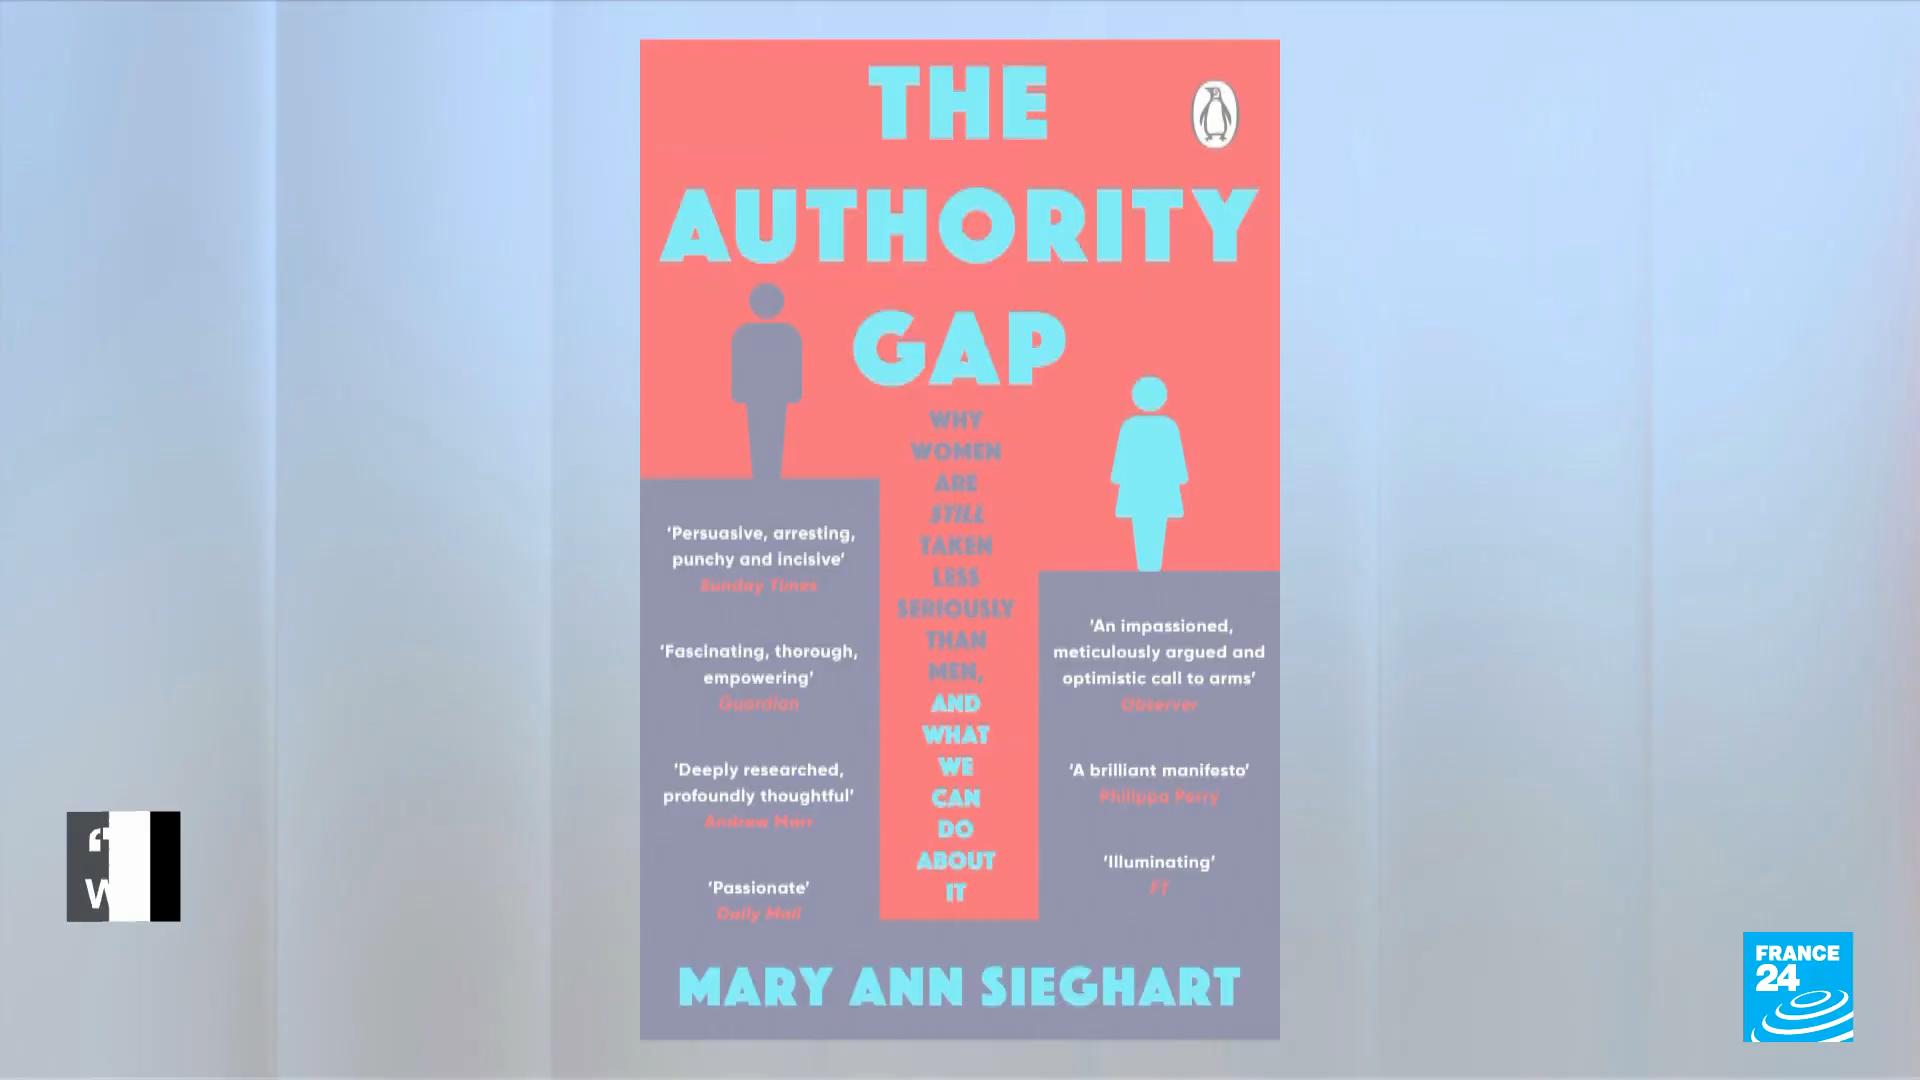 THE
AUTHORITY
GAP
WHY
WOMEN
ARE
STILL
TAKEN
LESS
SERIOUSLY
THAN
MEN,
AND
WHAT
WE
CAN
DO
ABOUT
IT
'Persuasive, arresting,
punchy and incisive'
Sunday Times
'Fascinating, thorough,
empowering'
Guardian
'Deeply researched,
profoundly thoughtful'
Andrew Marr
'Passionate'
Daily Mail
'An impassioned,
meticulously argued and
optimistic call to arms'
Observer
'A brilliant manifesto'
Philippa Perry
'Illuminating'
FT
MARY ANN SIEGHART
FRANCE
24